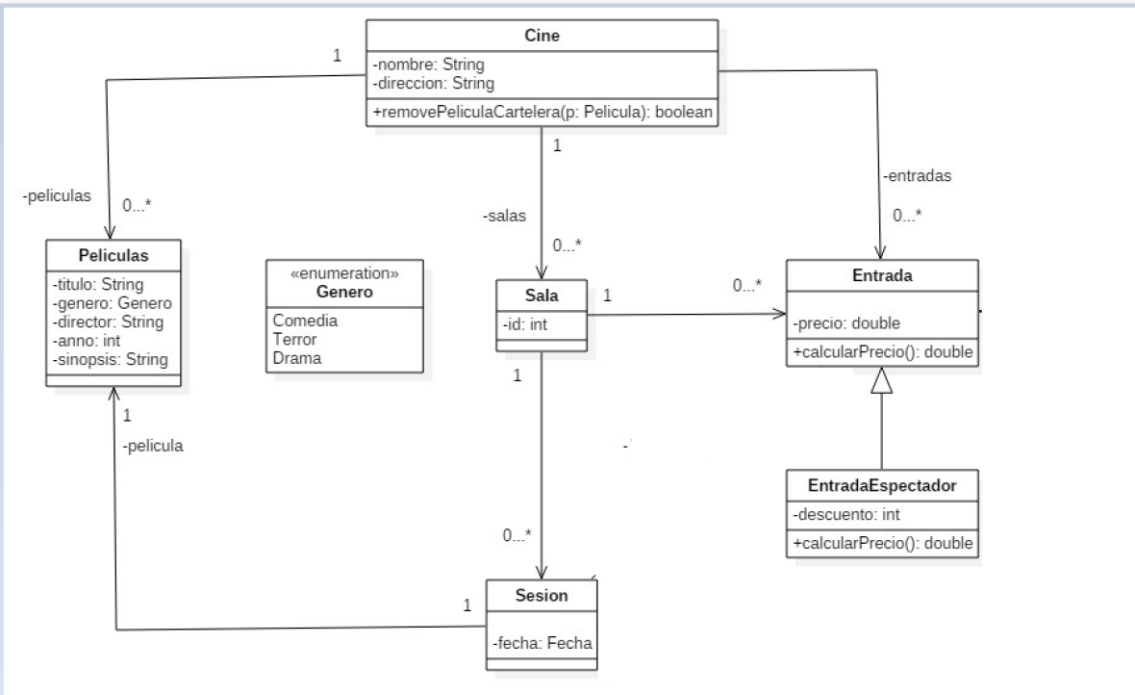 Cine
-nombre: String
-direccion: String
+removePeliculaCartelera(p: Pelicula): boolean
1
1
-entradas
0...*
-peliculas
0...*
-salas
0...*
Peliculas
-titulo: String
-genero: Genero
-director: String
-anno: int
-sinopsis: String
«enumeration»
Genero
Comedia
Terror
Drama
Sala
-id: int
1
0...*
Entrada
-precio: double
+calcularPrecio(): double
1
1
-pelicula
0...*
EntradaEspectador
-descuento: int
+calcularPrecio(): double
1
Sesion
-fecha: Fecha